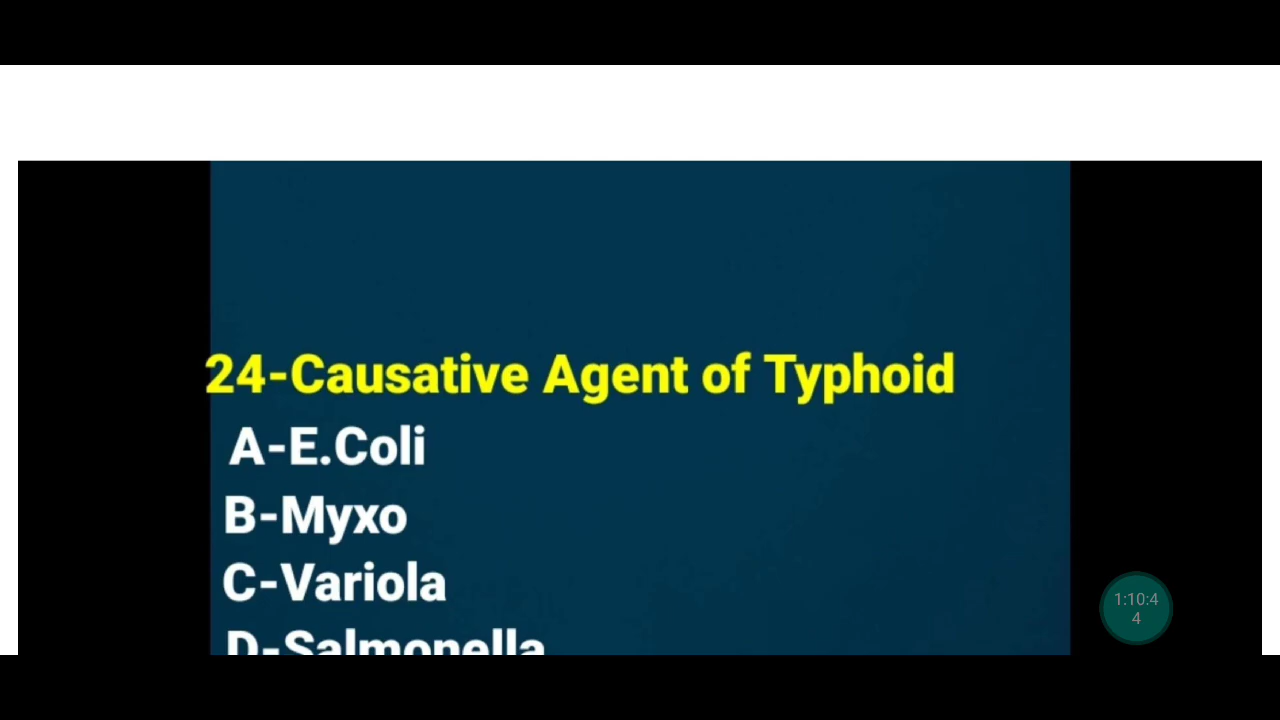 24-Causative Agent of Typhoid
A-E.Coli
B-Myxo
C-Variola
D-Salmonella
1:10:4
4